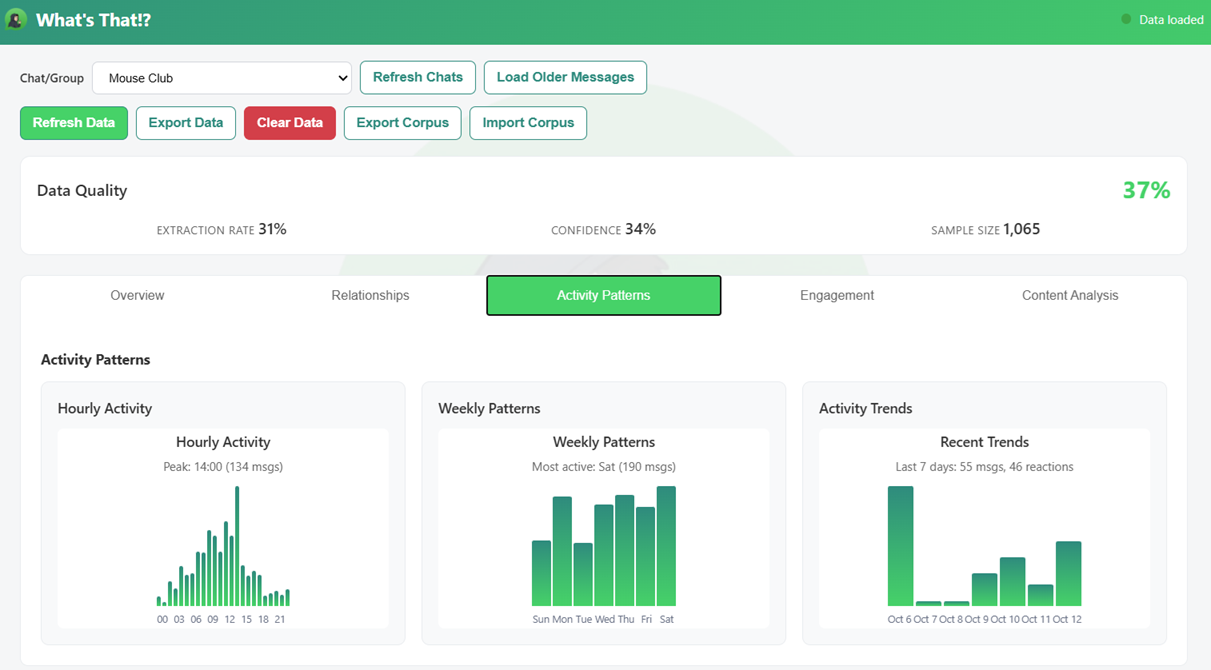 What's That!?
Data loaded
Chat/Group
Mouse Club
Refresh Chats
Load Older Messages
Refresh Data
Export Data
Clear Data
Export Corpus
Import Corpus
Data Quality
37%
EXTRACTION RATE 31%
CONFIDENCE 34%
SAMPLE SIZE 1,065
Overview
Relationships
Activity Patterns
Engagement
Content Analysis
Activity Patterns
Hourly Activity
Hourly Activity
Peak: 14:00 (134 msgs)
00 03 06 09 12 15 18 21
Weekly Patterns
Weekly Patterns
Most active: Sat (190 msgs)
Sun Mon Tue Wed Thu Fri Sat
Activity Trends
Recent Trends
Last 7 days: 55 msgs, 46 reactions
Oct 6 Oct 7 Oct 8 Oct 9 Oct 10 Oct 11 Oct 12